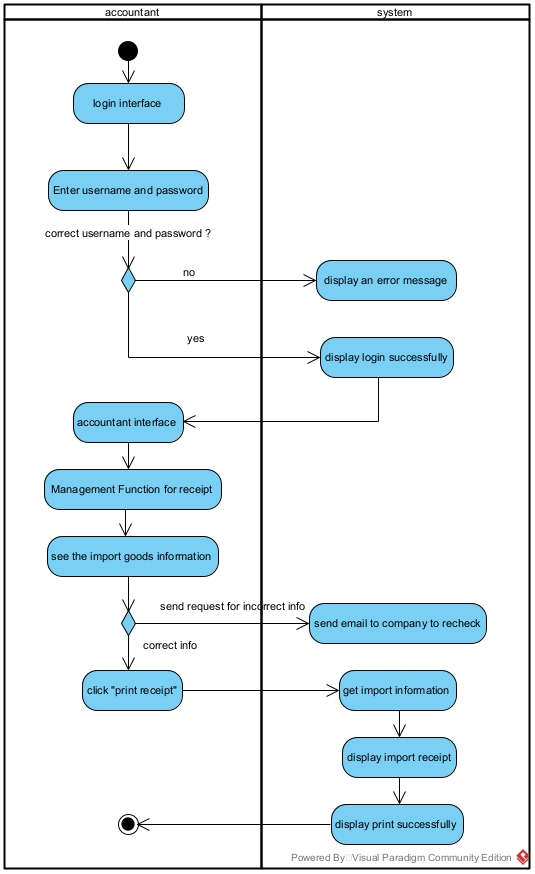 accountant
system
login interface
Enter username and password
correct username and password ?
no
display an error message
yes
display login successfully
accountant interface
Management Function for receipt
see the import goods information
send request for incorrect info
send email to company to recheck
correct info
click "print receipt"
get import information
display import receipt
display print successfully
Powered By Visual Paradigm Community Edition